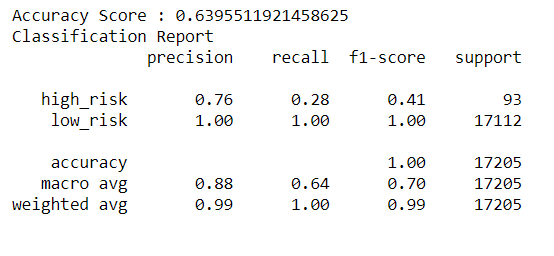 Accuracy Score : 0.6395511921458625
Classification Report
precision recall f1-score support
high_risk 0.76 0.28 0.41 93
low_risk 1.00 1.00 1.00 17112
accuracy 1.00 17205
macro avg 0.88 0.64 0.70 17205
weighted avg 0.99 1.00 0.99 17205